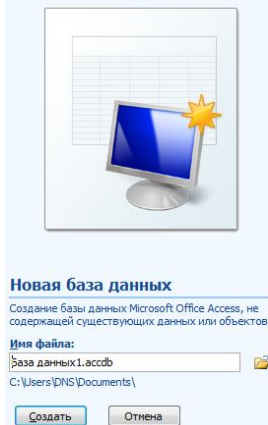 Новая база данных
Создание базы данных Microsoft Office Access, не
содержащей существующих данных или объектов
Имя файла:
База данных1.accdb
C:\Users\DNS\Documents\
Создать Отмена